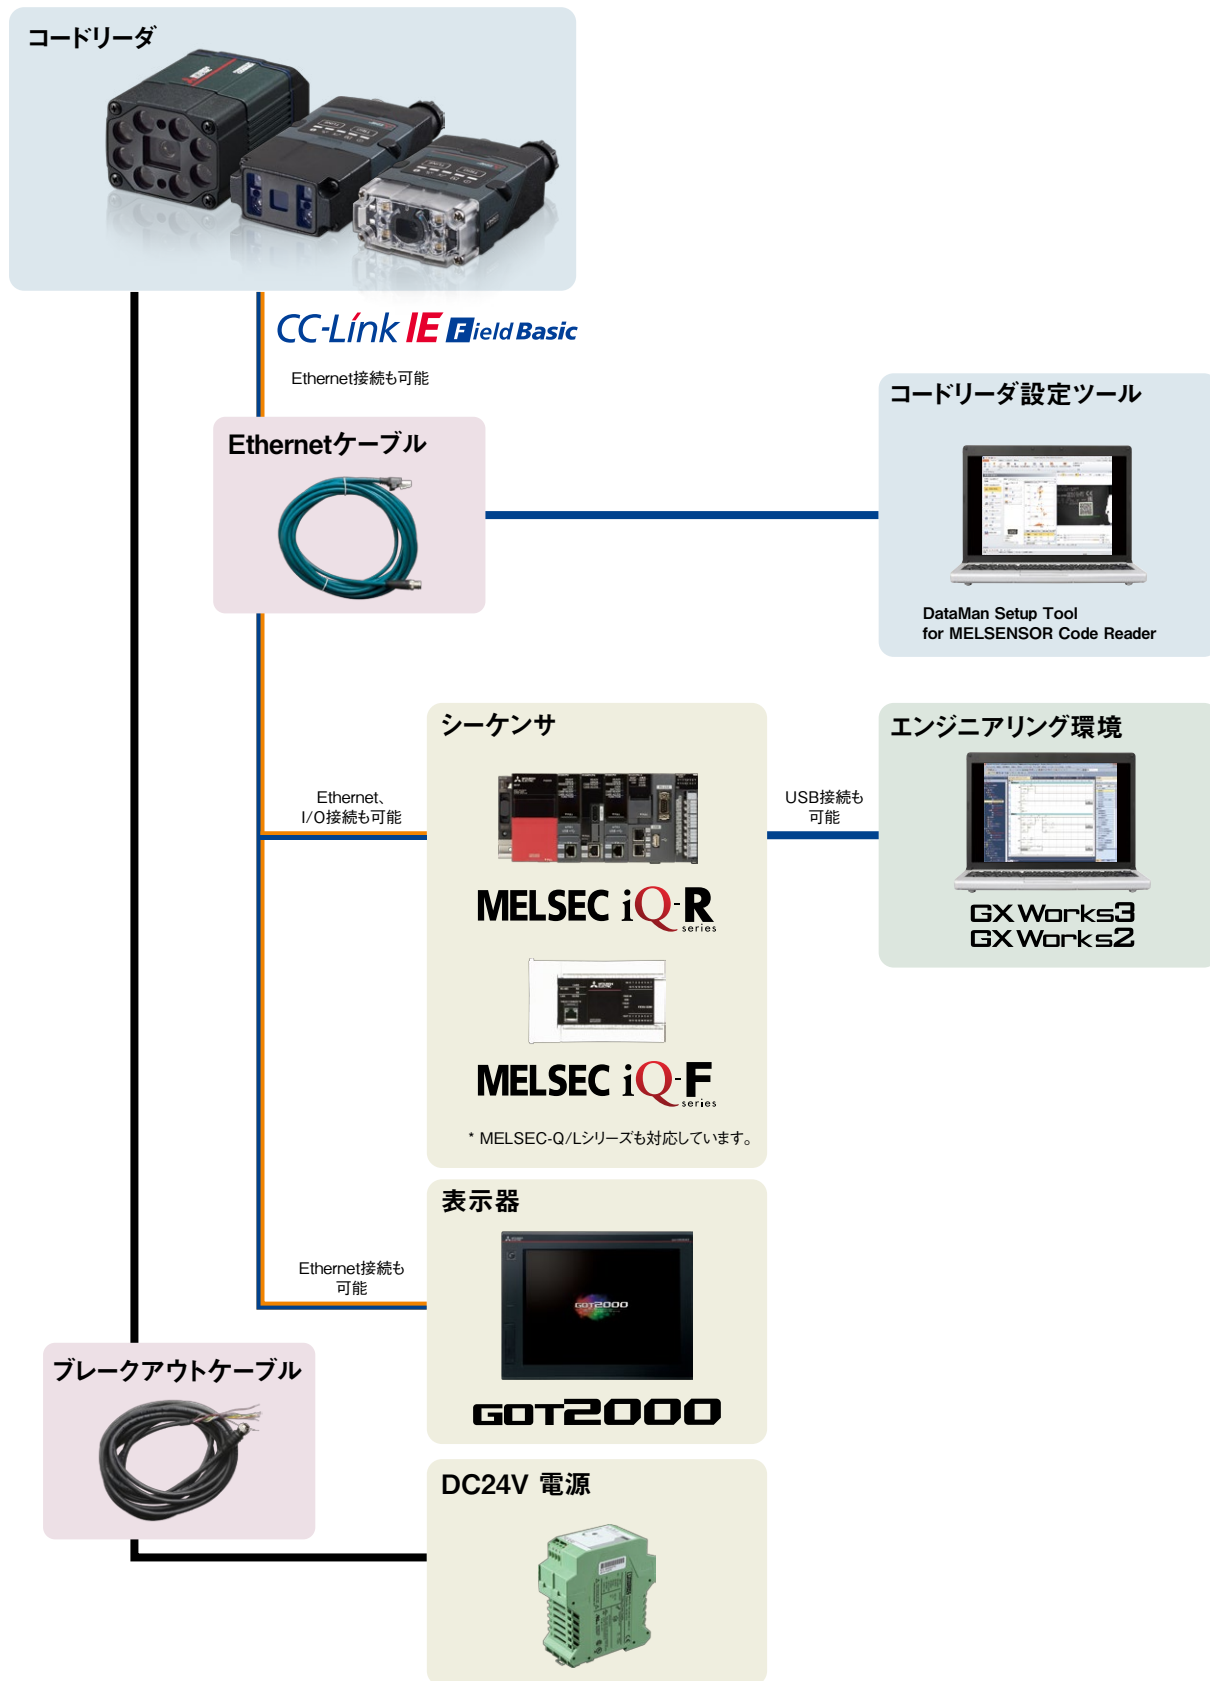 コードリーダ
CC-Link IE Field Basic
Ethernet接続も可能
Ethernetケーブル
コードリーダ設定ツール
DataMan Setup Tool
for MELSENSOR Code Reader
シーケンサ
Ethernet、
I/O接続も可能
MELSEC iQ-R
series
MELSEC iQ-F
series
* MELSEC-Q/Lシリーズも対応しています。
USB接続も
可能
エンジニアリング環境
GX Works3
GX Works2
表示器
Ethernet接続も
可能
GOT2000
GOT2000
ブレークアウトケーブル
DC24V 電源